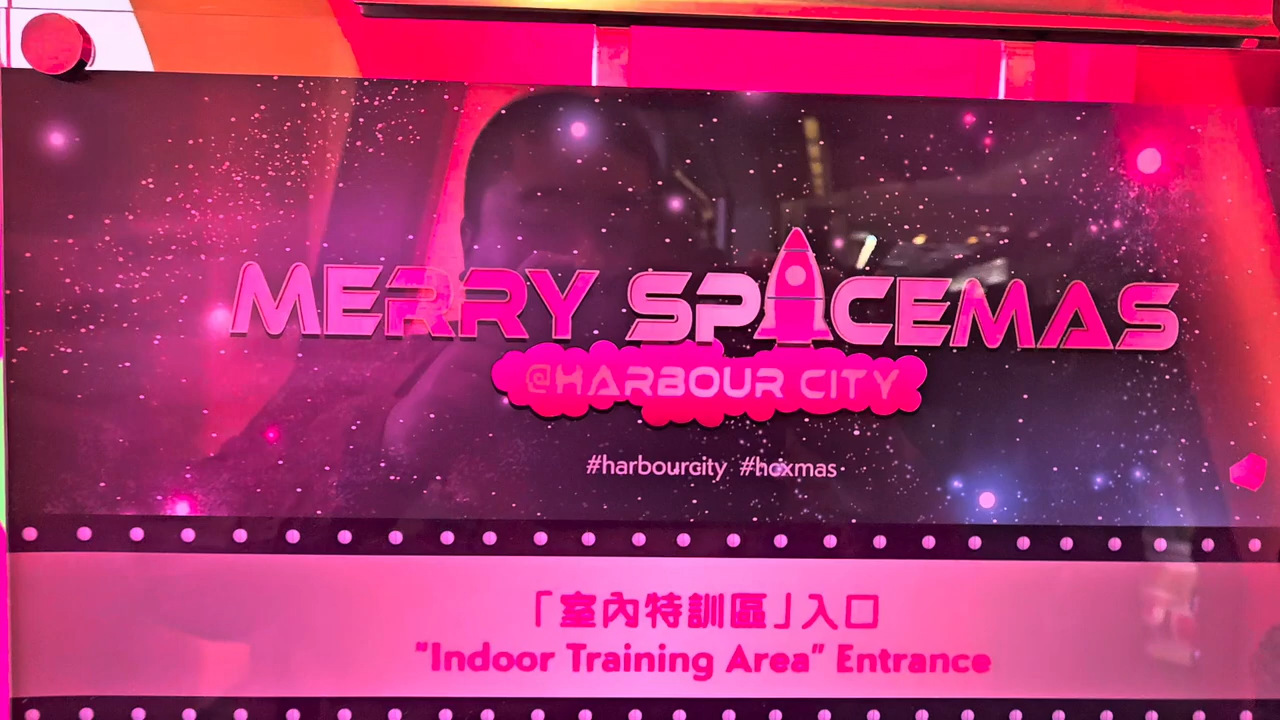 MERRY SPACEMAS
@HARBOUR CITY
#harbourcity #hcxmas
「室內特訓區」入口
"Indoor Training Area" Entrance